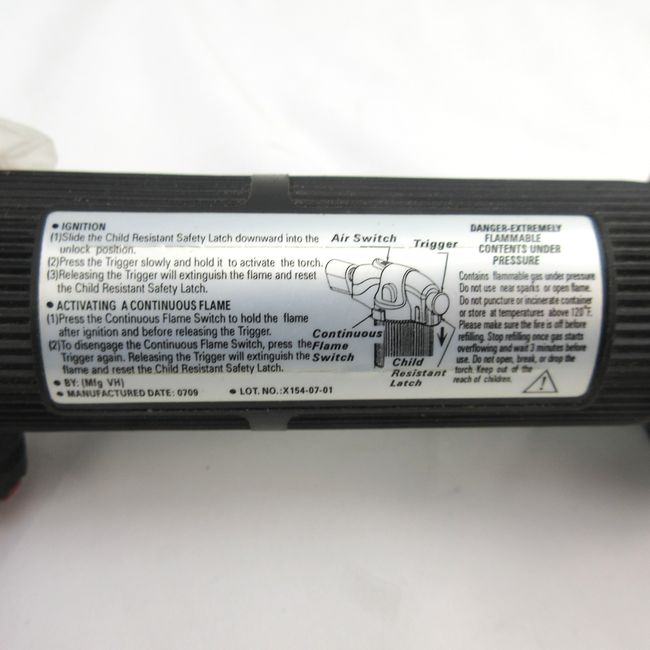 • IGNITION
(1)Slide the Child Resistant Safety Latch downward into the
unlock position.
(2)Press the Trigger slowly and hold it to activate the torch.
(3)Releasing the Trigger will extinguish the flame and reset
the Child Resistant Safety Latch.
• ACTIVATING A CONTINUOUS FLAME
(1)Press the Continuous Flame Switch to hold the flame
after ignition and before releasing the Trigger.
(2)To disengage the Continuous Flame Switch, press the
Trigger again. Releasing the Trigger will extinguish the
flame and reset the Child Resistant Safety Latch.
• BY: (Mfg VH)
• MANUFACTURED DATE: 0709
• LOT. NO.:X154-07-01
Air Switch
Trigger
Continuous
Flame
Switch
Child
Resistant
Latch
DANGER-EXTREMELY
FLAMMABLE
CONTENTS UNDER
PRESSURE
Contains flammable gas under pressure
Do not use near sparks or open flame.
Do not puncture or incinerate container
or store at temperatures above 120°F.
Please make sure the fire is off before
refilling. Stop refilling once gas starts
overflowing and wait 3 minutes before
use. Do not open, break, or drop the
torch. Keep out of the
reach of children.
!